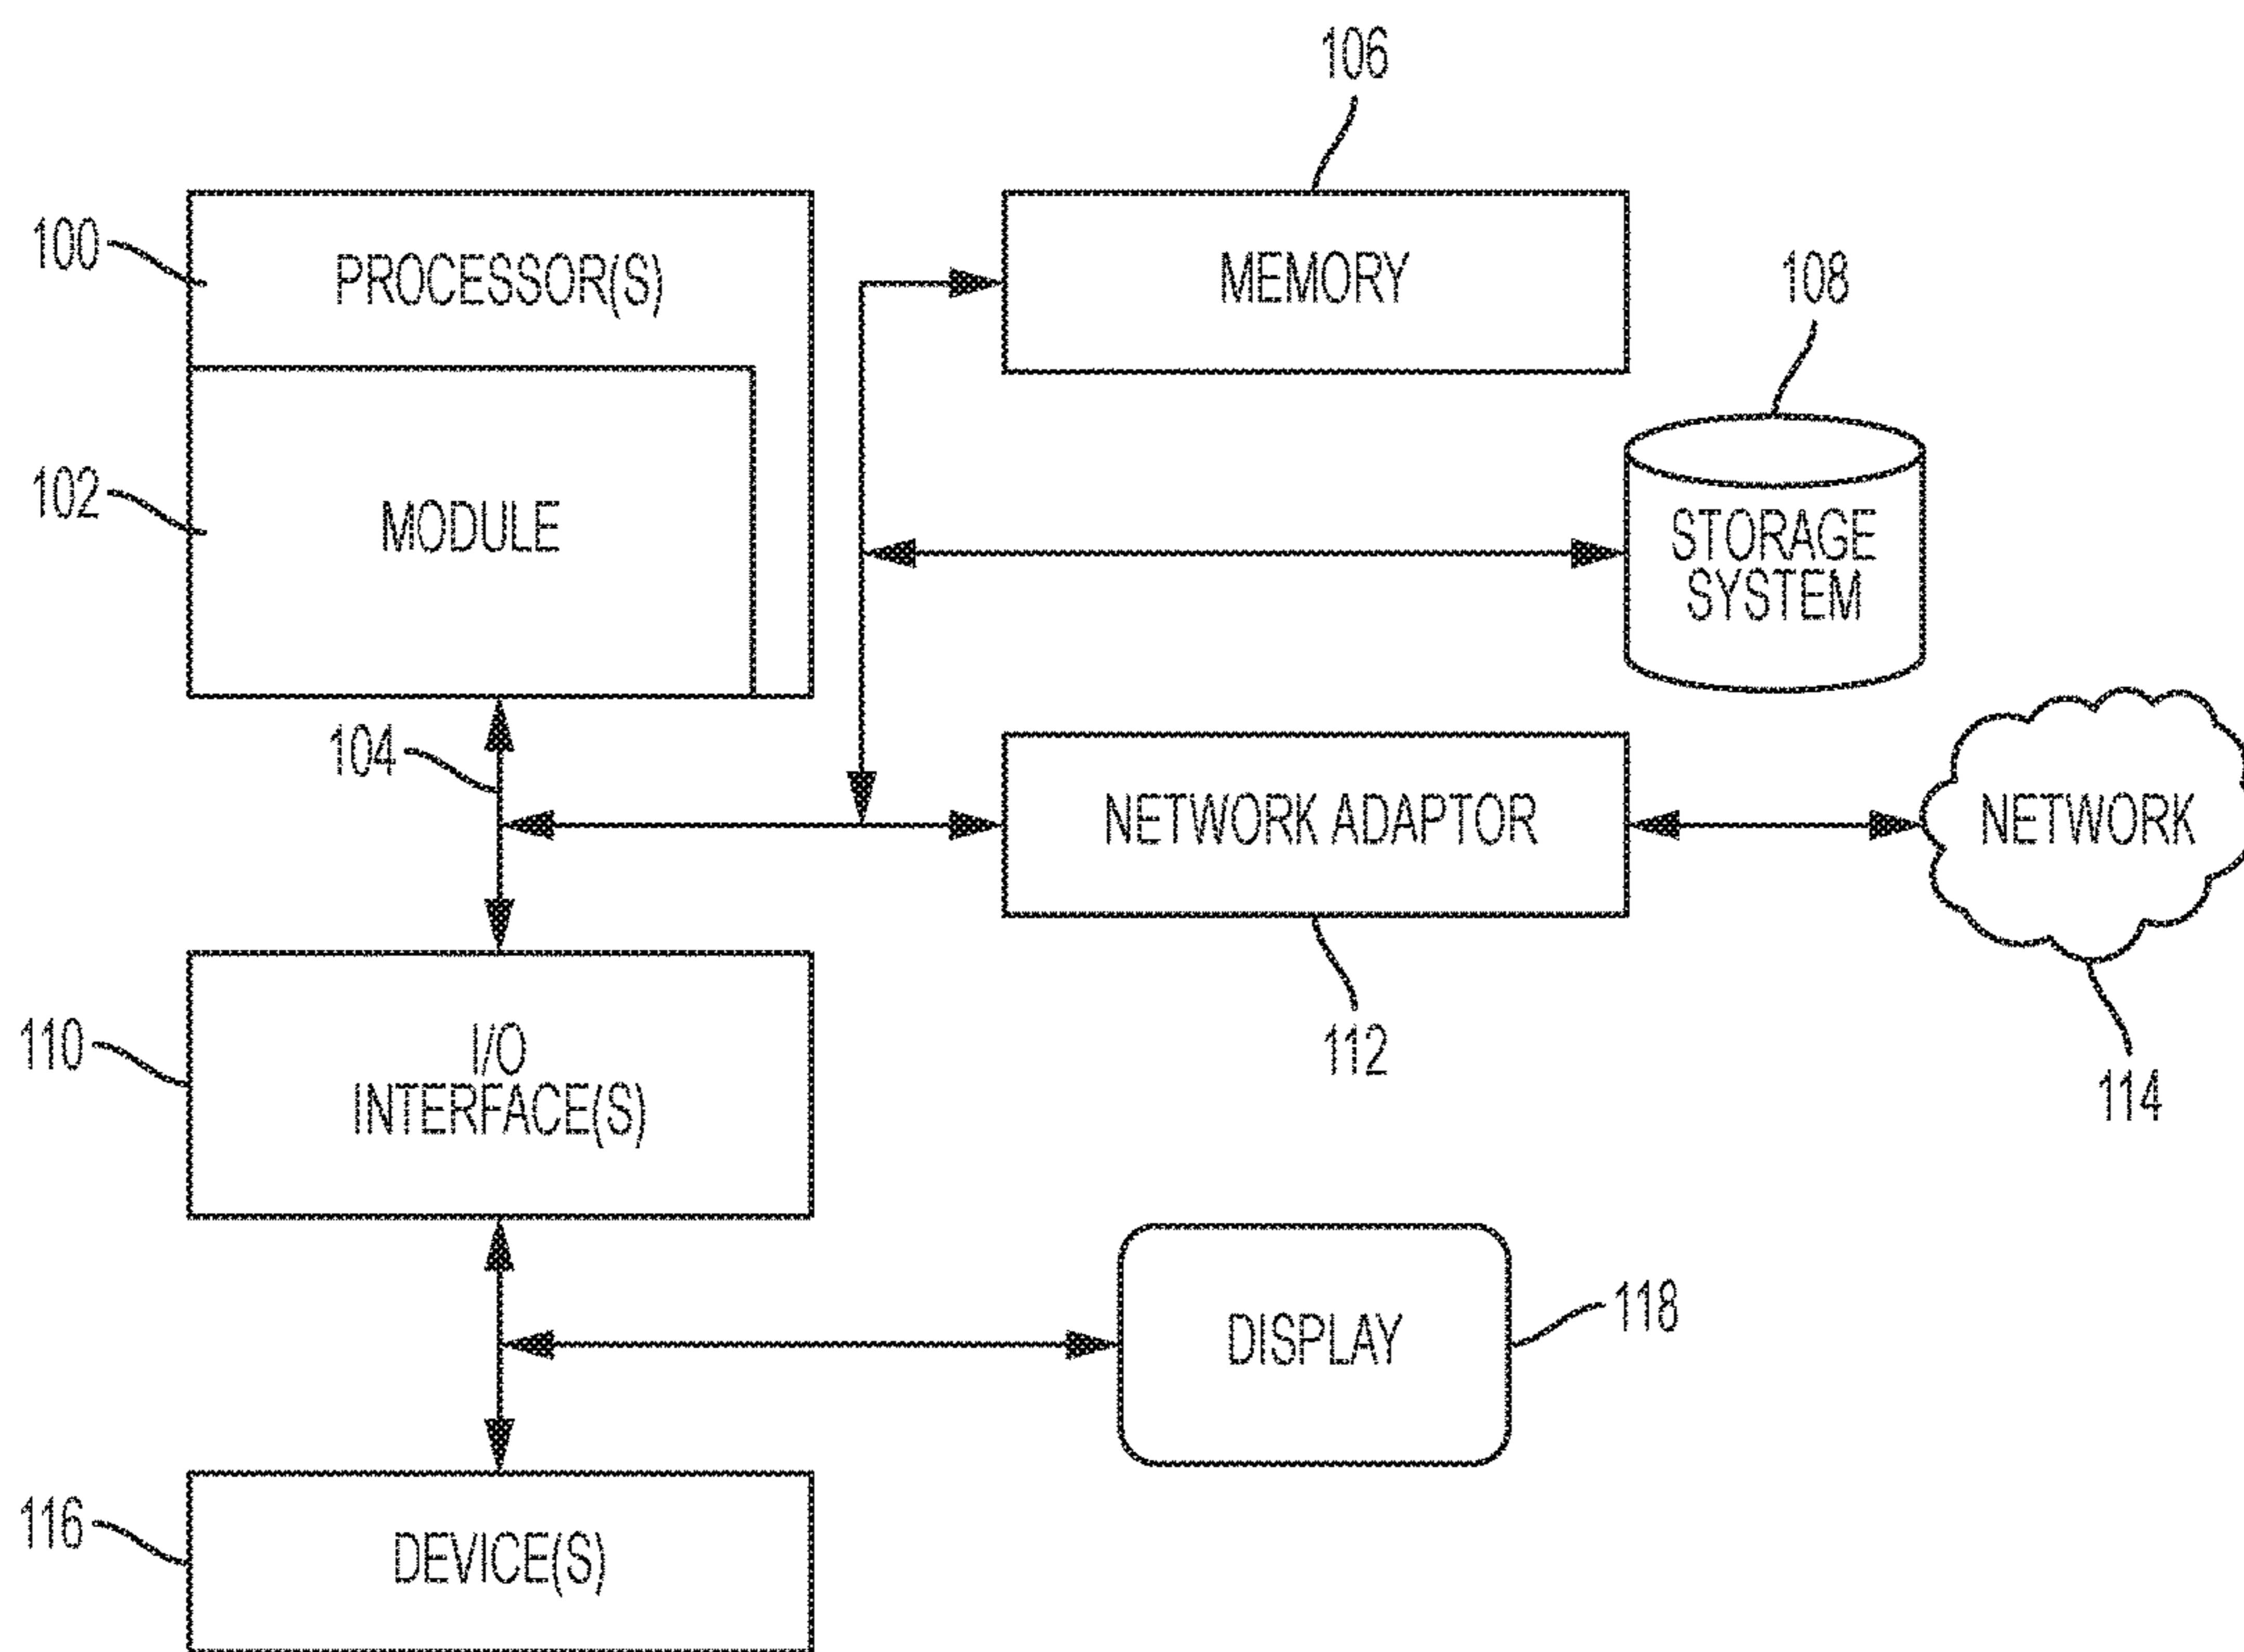 106
100
PROCESSOR(S)
MEMORY
108
102
MODULE
STORAGE
SYSTEM
104
NETWORK ADAPTOR
NETWORK
110
I/O
INTERFACE(S)
112
114
DISPLAY
118
116
DEVICE(S)